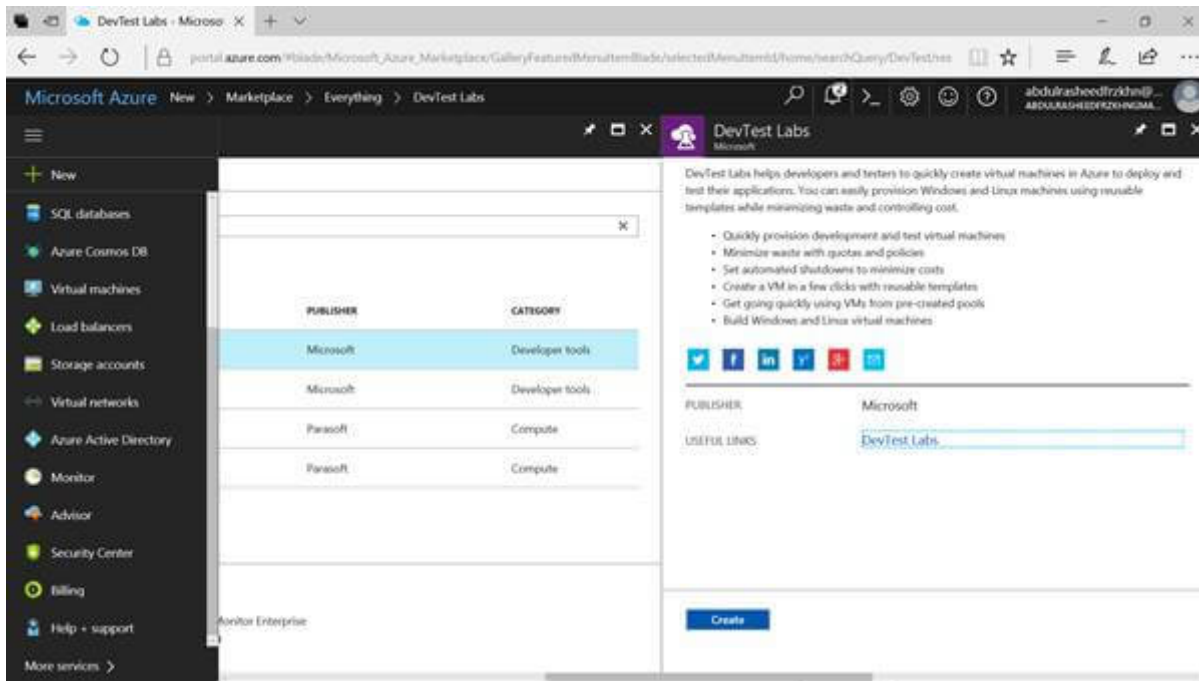 DevTest Labs - Microso
portal.azure.com/#blade/Microsoft_Azure_Marketplace/GalleryFeaturedMenuItemBlade/selectedMenuItemId/home/searchQuery/DevTest/res
Microsoft Azure New > Marketplace > Everything > DevTest Labs
abdulrasheedfrzkhn@...
New
SQL databases
Azure Cosmos DB
Virtual machines
Load balancers
Storage accounts
Virtual networks
Azure Active Directory
Monitor
Advisor
Security Center
Billing
Help + support
More services >
PUBLISHER CATEGORY
Microsoft Developer tools
Microsoft Developer tools
Parasoft Compute
Parasoft Compute
Monitor Enterprise
DevTest Labs
Microsoft
DevTest Labs helps developers and testers to quickly create virtual machines in Azure to deploy and
test their applications. You can easily provision Windows and Linux machines using reusable
templates while minimizing waste and controlling cost.
• Quickly provision development and test virtual machines
• Minimize waste with quotas and policies
• Set automated shutdowns to minimize costs
• Create a VM in a few clicks with reusable templates
• Get going quickly using VMs from pre-created pools
• Build Windows and Linux virtual machines
PUBLISHER Microsoft
USEFUL LINKS DevTest Labs
Create